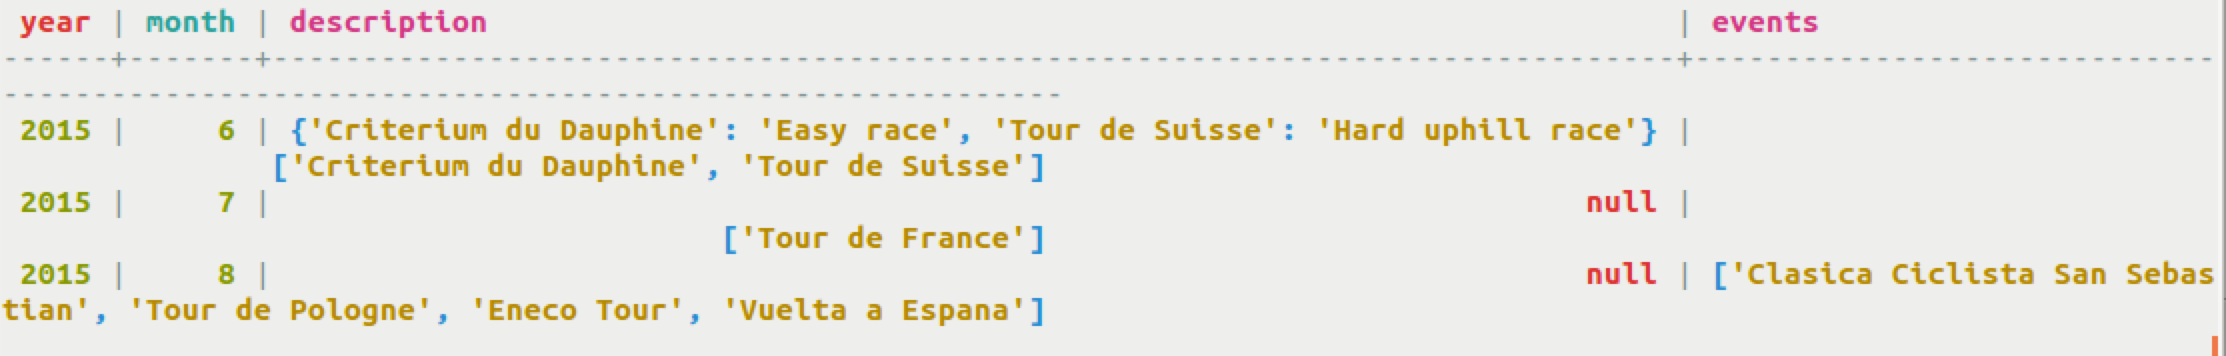 year | month | description | events
------+-------+------------------------------------------------------------------------------+-----------------------------
-----------------------------------------------------------
2015 | 6 | {'Criterium du Dauphine': 'Easy race', 'Tour de Suisse': 'Hard uphill race'} |
['Criterium du Dauphine', 'Tour de Suisse']
2015 | 7 | null |
['Tour de France']
2015 | 8 | null | ['Clasica Ciclista San Sebas
tian', 'Tour de Pologne', 'Eneco Tour', 'Vuelta a Espana']